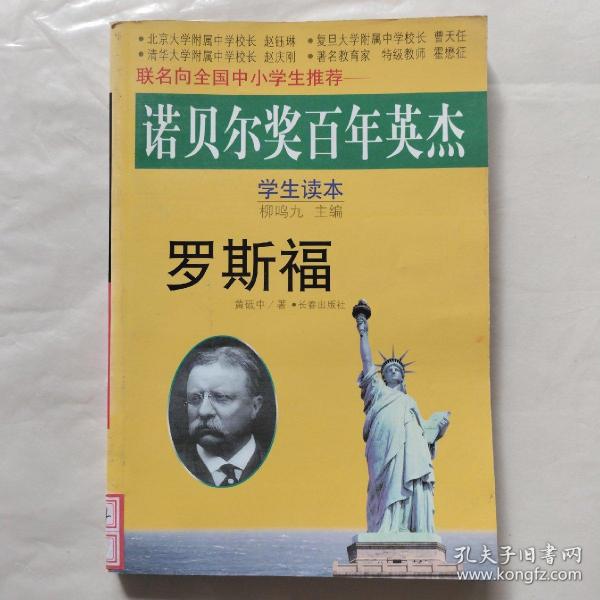 ●北京大学附属中学校长 赵钰琳 ●复旦大学附属中学校长 曹天任
●清华大学附属中学校长 赵庆刚 ●著名教育家 特级教师 霍懋征
联名向全国中小学生推荐——
诺贝尔奖百年英杰
学生读本
柳鸣九 主编
罗斯福
黄砥中/著 ●长春出版社
孔夫子旧书网
www.kongfz.com